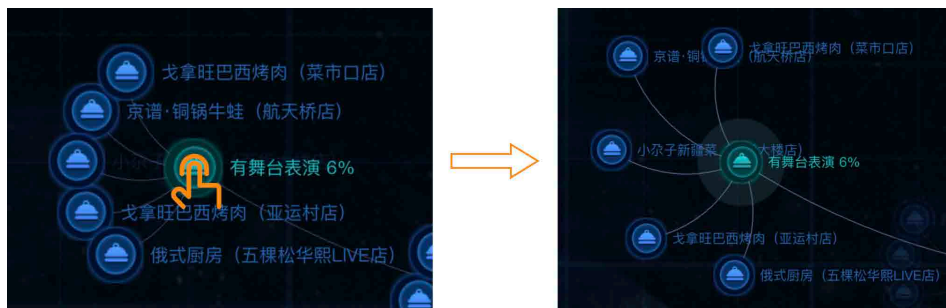 戈拿旺巴西烤肉（菜市口店）
京谱·铜锅牛蛙（航天桥店）
小尕子
有舞台表演 6%
戈拿旺巴西烤肉（亚运村店）
俄式厨房（五棵松华熙LIVE店）
戈拿旺巴西烤肉（菜市口店）
京谱·铜锅 （航天桥店）
小尕子新疆菜 大楼店）
有舞台表演 6%
戈拿旺巴西烤肉（亚运村店）
俄式厨房（五棵松华熙LIVE店）